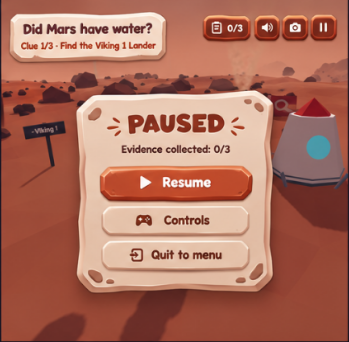 Did Mars have water?
Clue 1/3 · Find the Viking 1 Lander
0/3
Viking 1
PAUSED
Evidence collected: 0/3
Resume
Controls
Quit to menu